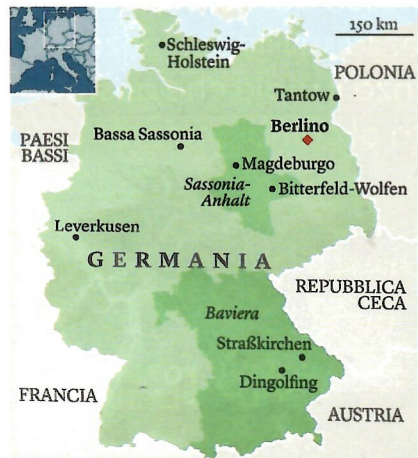 150 km
Schleswig-
Holstein
POLONIA
Tantow
Berlino
PAESI
BASSI
Bassa Sassonia
Magdeburgo
Sassonia-
Anhalt
Bitterfeld-Wolfen
Leverkusen
GERMANIA
REPUBBLICA
CECA
Baviera
Straßkirchen
Dingolfing
FRANCIA
AUSTRIA